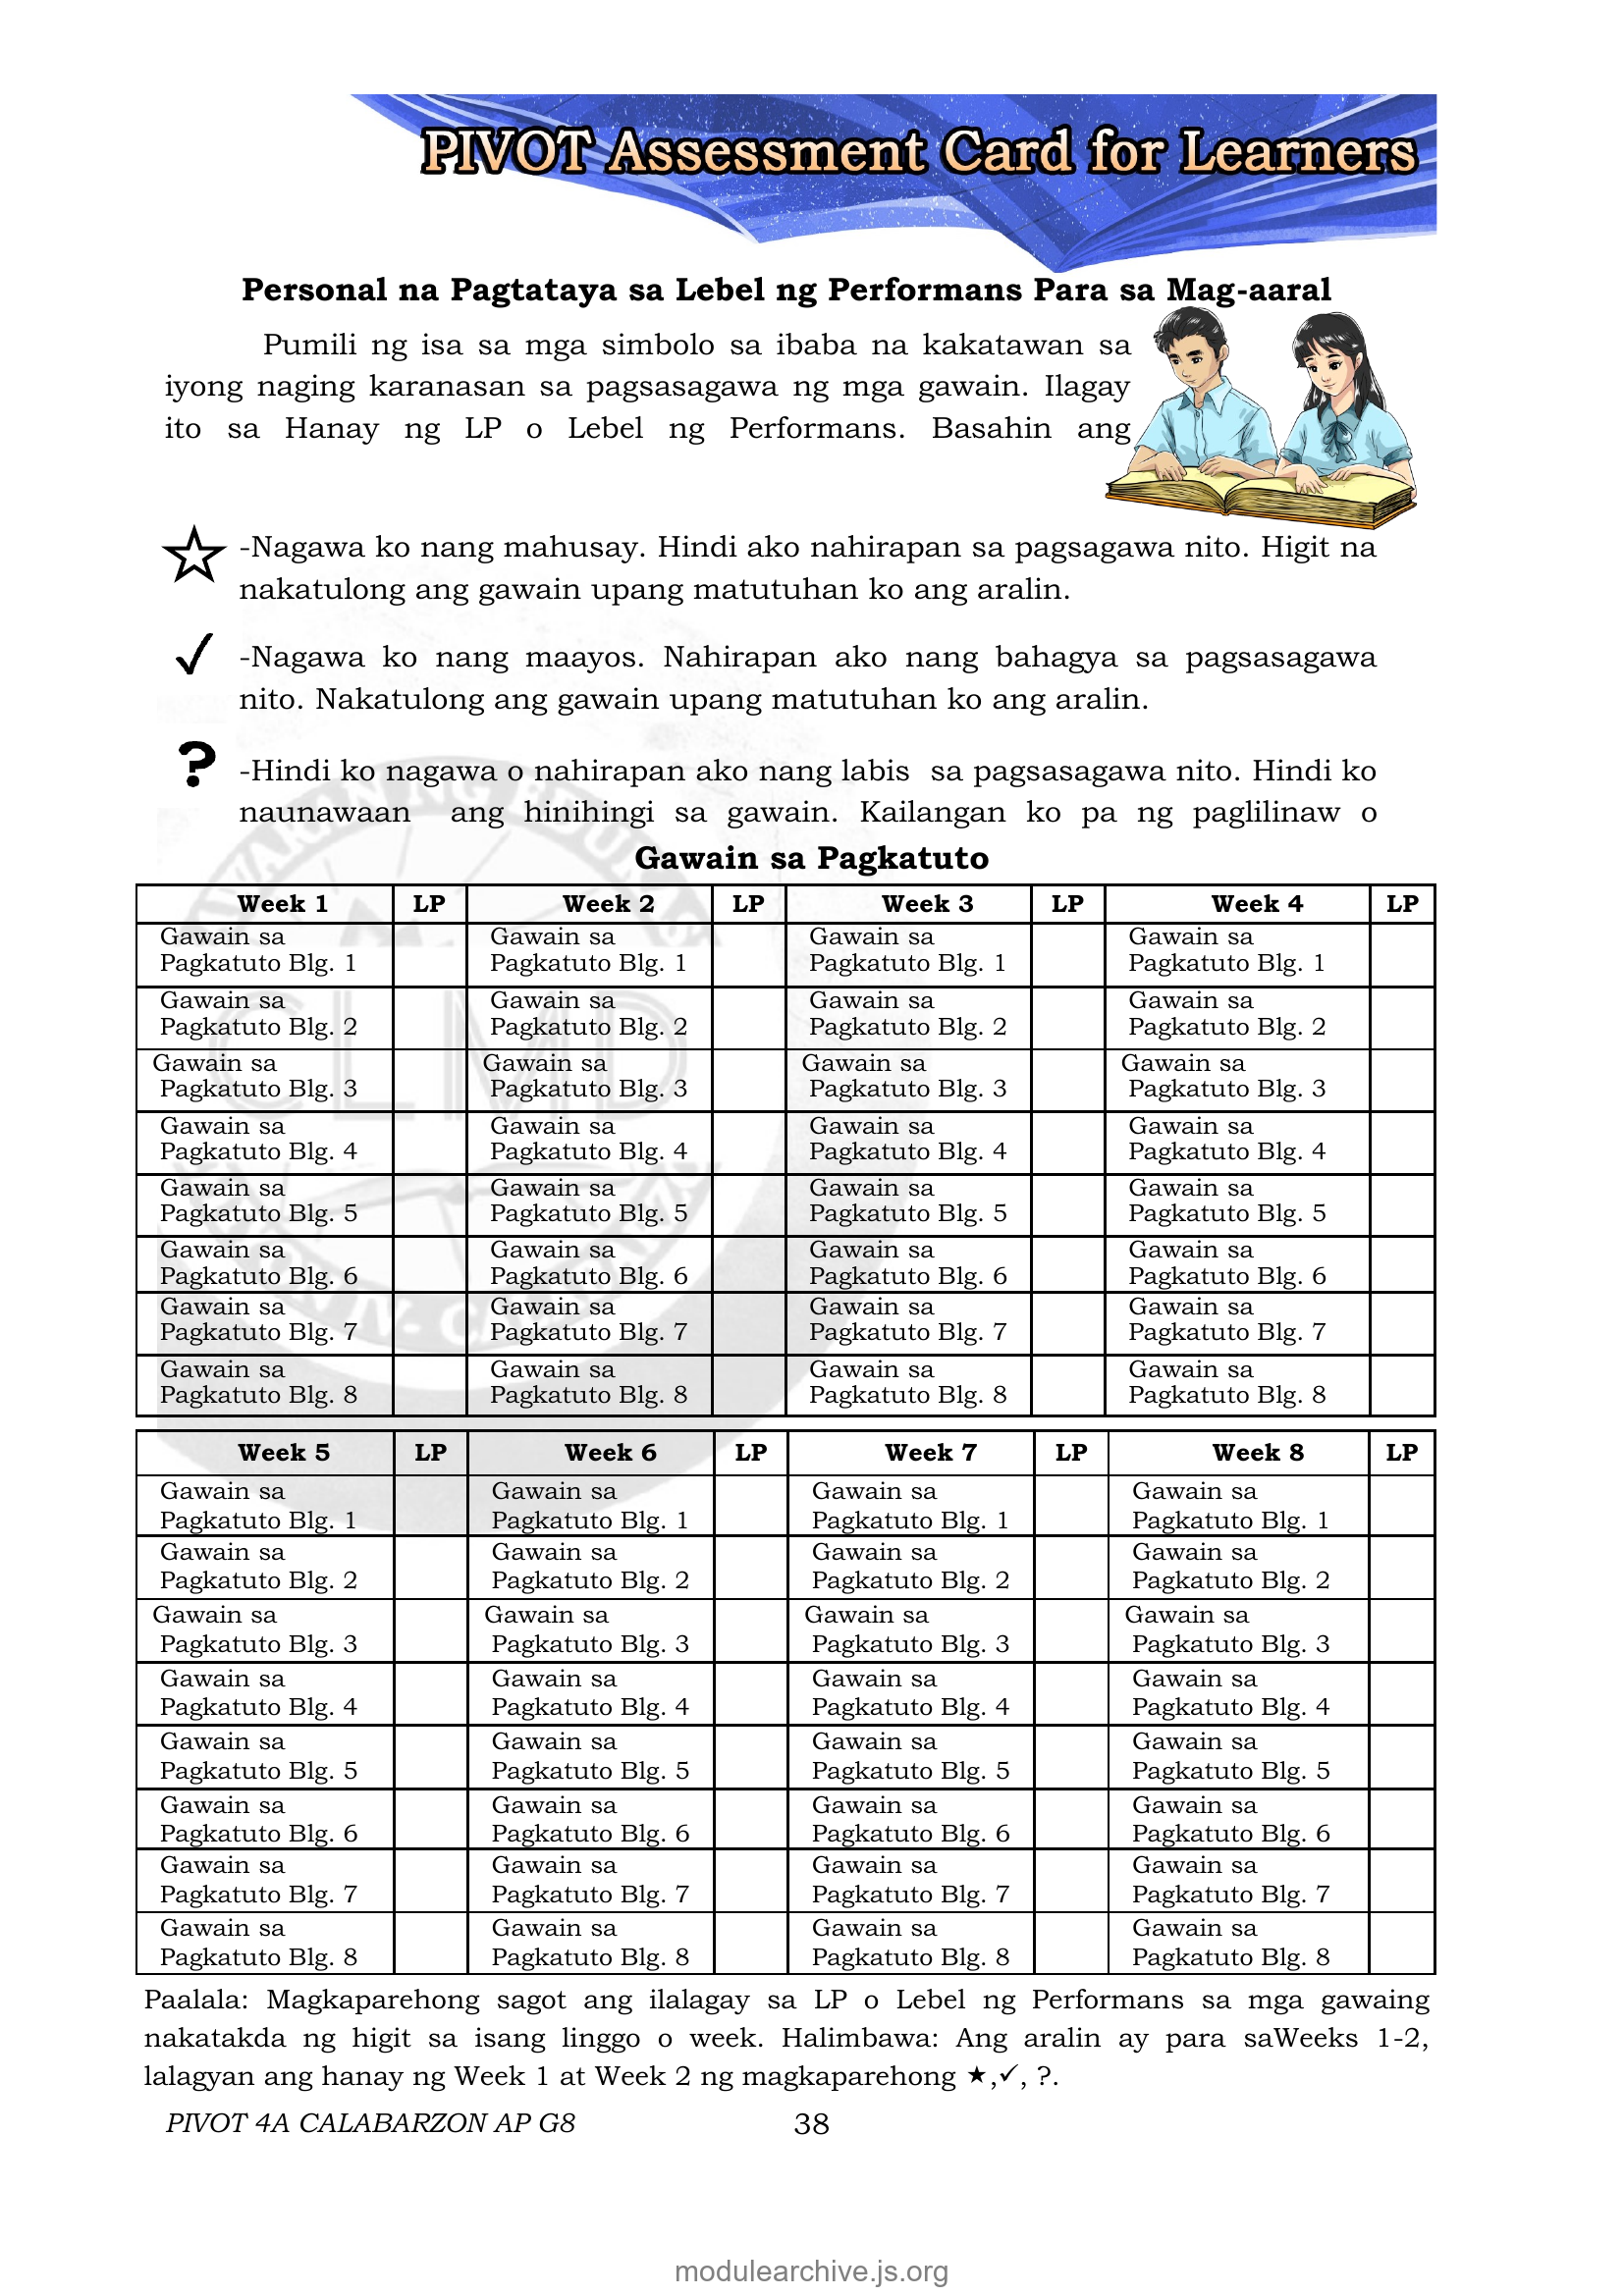 PIVOT Assessment Card for Learners
Personal na Pagtataya sa Lebel ng Performans Para sa Mag-aaral
Pumili ng isa sa mga simbolo sa ibaba na kakatawan sa
iyong naging karanasan sa pagsasagawa ng mga gawain. Ilagay
ito sa Hanay ng LP o Lebel ng Performans. Basahin ang
-Nagawa ko nang mahusay. Hindi ako nahirapan sa pagsagawa nito. Higit na
nakatulong ang gawain upang matutuhan ko ang aralin.
-Nagawa ko nang maayos. Nahirapan ako nang bahagya sa pagsasagawa
nito. Nakatulong ang gawain upang matutuhan ko ang aralin.
? -Hindi ko nagawa o nahirapan ako nang labis sa pagsasagawa nito. Hindi ko
naunawaan ang hinihingi sa gawain. Kailangan ko pa ng paglilinaw o
Gawain sa Pagkatuto
Week 1 LP Week 2 LP Week 3 LP Week 4 LP
Gawain sa Gawain sa Gawain sa Gawain sa
Pagkatuto Blg. 1 Pagkatuto Blg. 1 Pagkatuto Blg. 1 Pagkatuto Blg. 1
Gawain sa Gawain sa Gawain sa Gawain sa
Pagkatuto Blg. 2 Pagkatuto Blg. 2 Pagkatuto Blg. 2 Pagkatuto Blg. 2
Gawain sa Gawain sa Gawain sa Gawain sa
Pagkatuto Blg. 3 Pagkatuto Blg. 3 Pagkatuto Blg. 3 Pagkatuto Blg. 3
Gawain sa Gawain sa Gawain sa Gawain sa
Pagkatuto Blg. 4 Pagkatuto Blg. 4 Pagkatuto Blg. 4 Pagkatuto Blg. 4
Gawain sa Gawain sa Gawain sa Gawain sa
Pagkatuto Blg. 5 Pagkatuto Blg. 5 Pagkatuto Blg. 5 Pagkatuto Blg. 5
Gawain sa Gawain sa Gawain sa Gawain sa
Pagkatuto Blg. 6 Pagkatuto Blg. 6 Pagkatuto Blg. 6 Pagkatuto Blg. 6
Gawain sa Gawain sa Gawain sa Gawain sa
Pagkatuto Blg. 7 Pagkatuto Blg. 7 Pagkatuto Blg. 7 Pagkatuto Blg. 7
Gawain sa Gawain sa Gawain sa Gawain sa
Pagkatuto Blg. 8 Pagkatuto Blg. 8 Pagkatuto Blg. 8 Pagkatuto Blg. 8
Week 5 LP Week 6 LP Week 7 LP Week 8 LP
Gawain sa Gawain sa Gawain sa Gawain sa
Pagkatuto Blg. 1 Pagkatuto Blg. 1 Pagkatuto Blg. 1 Pagkatuto Blg. 1
Gawain sa Gawain sa Gawain sa Gawain sa
Pagkatuto Blg. 2 Pagkatuto Blg. 2 Pagkatuto Blg. 2 Pagkatuto Blg. 2
Gawain sa Gawain sa Gawain sa Gawain sa
Pagkatuto Blg. 3 Pagkatuto Blg. 3 Pagkatuto Blg. 3 Pagkatuto Blg. 3
Gawain sa Gawain sa Gawain sa Gawain sa
Pagkatuto Blg. 4 Pagkatuto Blg. 4 Pagkatuto Blg. 4 Pagkatuto Blg. 4
Gawain sa Gawain sa Gawain sa Gawain sa
Pagkatuto Blg. 5 Pagkatuto Blg. 5 Pagkatuto Blg. 5 Pagkatuto Blg. 5
Gawain sa Gawain sa Gawain sa Gawain sa
Pagkatuto Blg. 6 Pagkatuto Blg. 6 Pagkatuto Blg. 6 Pagkatuto Blg. 6
Gawain sa Gawain sa Gawain sa Gawain sa
Pagkatuto Blg. 7 Pagkatuto Blg. 7 Pagkatuto Blg. 7 Pagkatuto Blg. 7
Gawain sa Gawain sa Gawain sa Gawain sa
Pagkatuto Blg. 8 Pagkatuto Blg. 8 Pagkatuto Blg. 8 Pagkatuto Blg. 8
Paalala: Magkaparehong sagot ang ilalagay sa LP o Lebel ng Performans sa mga gawaing
nakatakda ng higit sa isang linggo o week. Halimbawa: Ang aralin ay para saWeeks 1-2,
lalagyan ang hanay ng Week 1 at Week 2 ng magkaparehong ★,✓, ?.
PIVOT 4A CALABARZON AP G8 38
CLMD
modulearchive.js.org